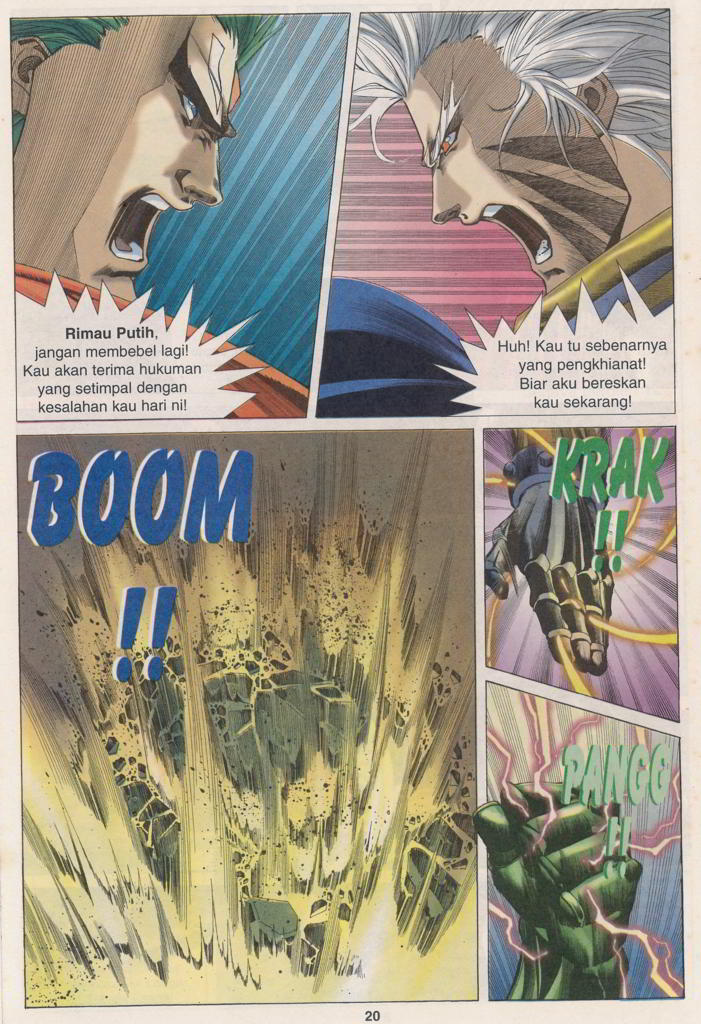 Rimau Putih,
jangan membebel lagi!
Kau akan terima hukuman
yang setimpal dengan
kesalahan kau hari ni!
Huh! Kau tu sebenarnya
yang pengkhianat!
Biar aku bereskan
kau sekarang!
BOOM
!!
KRAK
!!
PANGG
!!
20